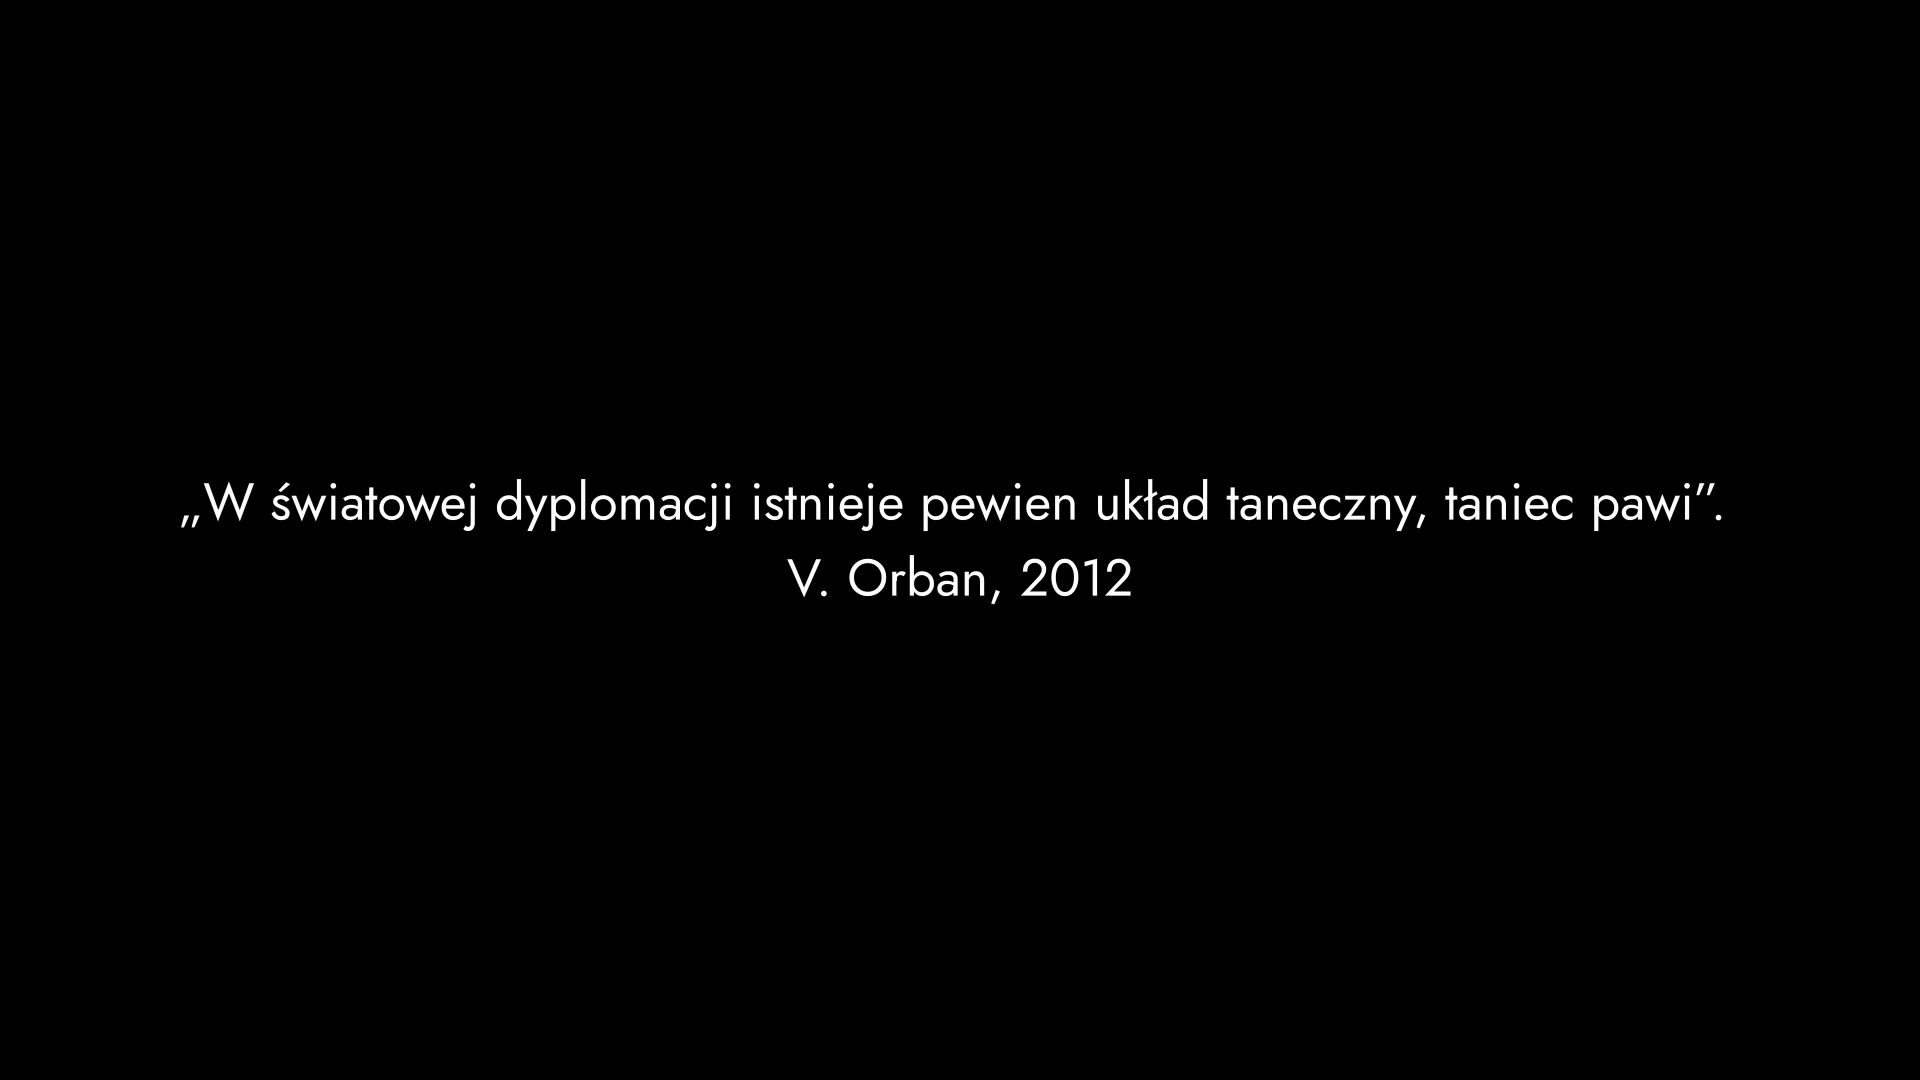 „W światowej dyplomacji istnieje pewien układ taneczny, taniec pawi”.
V. Orban, 2012